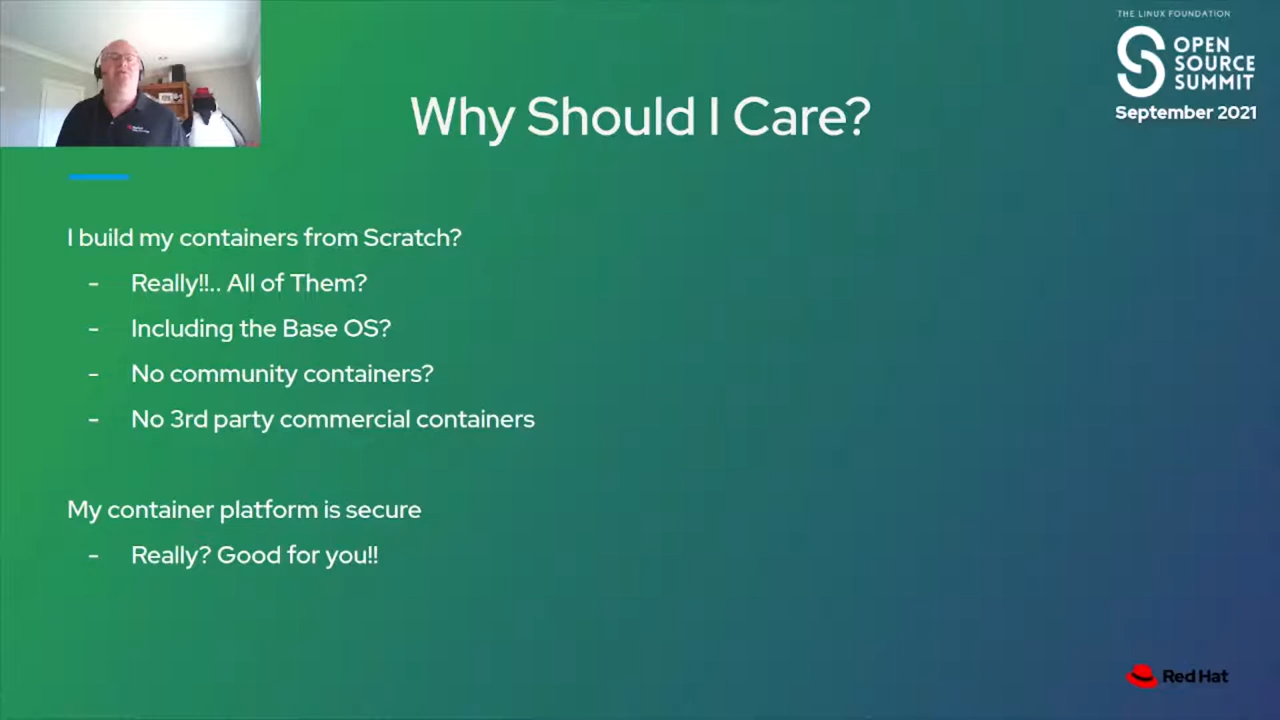 THE LINUX FOUNDATION
OPEN
SOURCE
SUMMIT
September 2021
Why Should I Care?
I build my containers from Scratch?
- Really!!.. All of Them?
- Including the Base OS?
- No community containers?
- No 3rd party commercial containers
My container platform is secure
- Really? Good for you!!
Red Hat